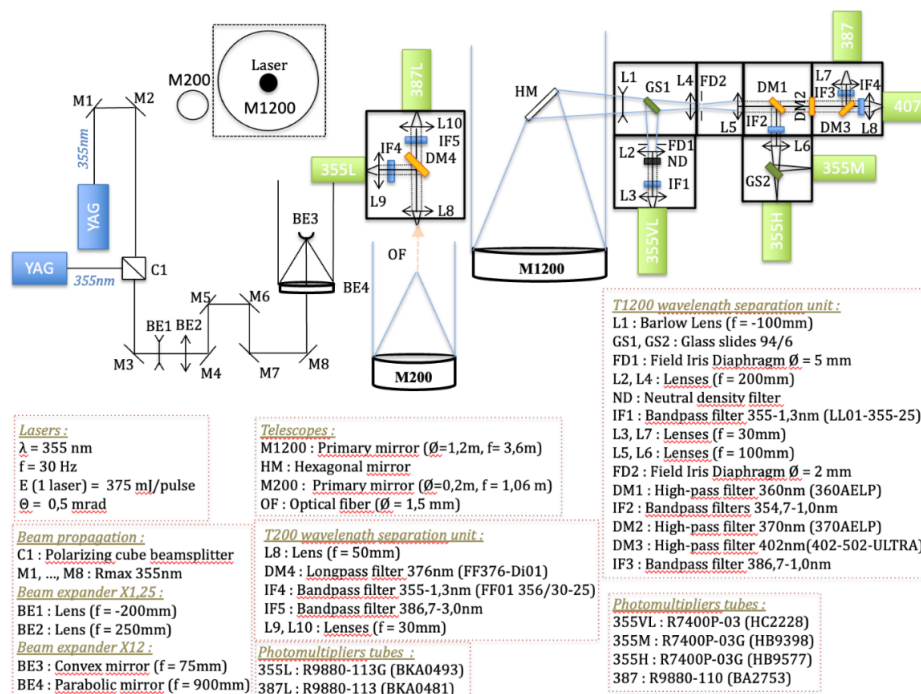 M1
M2
M200
Laser
M1200
355nm
YAG
YAG
355nm
C1
M3
BE1
BE2
M4
M5
M6
M7
M8
BE3
BE4
387L
L10
IF5
IF4
DM4
355L
L9
L8
OF
M200
HM
M1200
L1
GS1
L4
FD2
L5
L2
FD1
ND
IF1
L3
355VL
DM1
IF2
L6
GS2
355M
355H
DM2
387
L7
IF3
IF4
DM3
L8
407
Lasers :
λ = 355 nm
f = 30 Hz
E (1 laser) = 375 mJ/pulse
Θ = 0,5 mrad
Beam propagation :
C1 : Polarizing cube beamsplitter
M1, ..., M8 : Rmax 355nm
Beam expander X1,25
BE1 : Lens (f = -200mm)
BE2 : Lens (f = 250mm)
Beam expander X12
BE3 : Convex mirror (f = 75mm)
BE4 : Parabolic mirror (f = 900mm)
Telescopes :
M1200 : Primary mirror (Ø=1,2m, f= 3,6m)
HM : Hexagonal mirror
M200 : Primary mirror (Ø=0,2m, f = 1,06 m)
OF : Optical fiber (Ø = 1,5 mm)
T200 wavelength separation unit :
L8 : Lens (f = 50mm)
DM4 : Longpass filter 376nm (FF376-Di01)
IF4 : Bandpass filter 355-1,3nm (FF01 356/30-25)
IF5 : Bandpass filter 386,7-3,0nm
L9, L10 : Lenses (f = 30mm)
Photomultipliers tubes :
355L : R9880-113G (BKA0493)
387L : R9880-113 (BKA0481)
T1200 wavelength separation unit :
L1 : Barlow Lens (f = -100mm)
GS1, GS2 : Glass slides 94/6
FD1 : Field Iris Diaphragm Ø = 5 mm
L2, L4 : Lenses (f = 200mm)
ND : Neutral density filter
IF1 : Bandpass filter 355-1,3nm (LL01-355-25)
L3, L7 : Lenses (f = 30mm)
L5, L6 : Lenses (f = 100mm)
FD2 : Field Iris Diaphragm Ø = 2 mm
DM1 : High-pass filter 360nm (360AELP)
IF2 : Bandpass filters 354,7-1,0nm
DM2 : High-pass filter 370nm (370AELP)
DM3 : High-pass filter 402nm(402-502-ULTRA)
IF3 : Bandpass filter 386,7-1,0nm
Photomultipliers tubes :
355VL : R7400P-03 (HC2228)
355M : R7400P-03G (HB9398)
355H : R7400P-03G (HB9577)
387 : R9880-110 (BA2753)